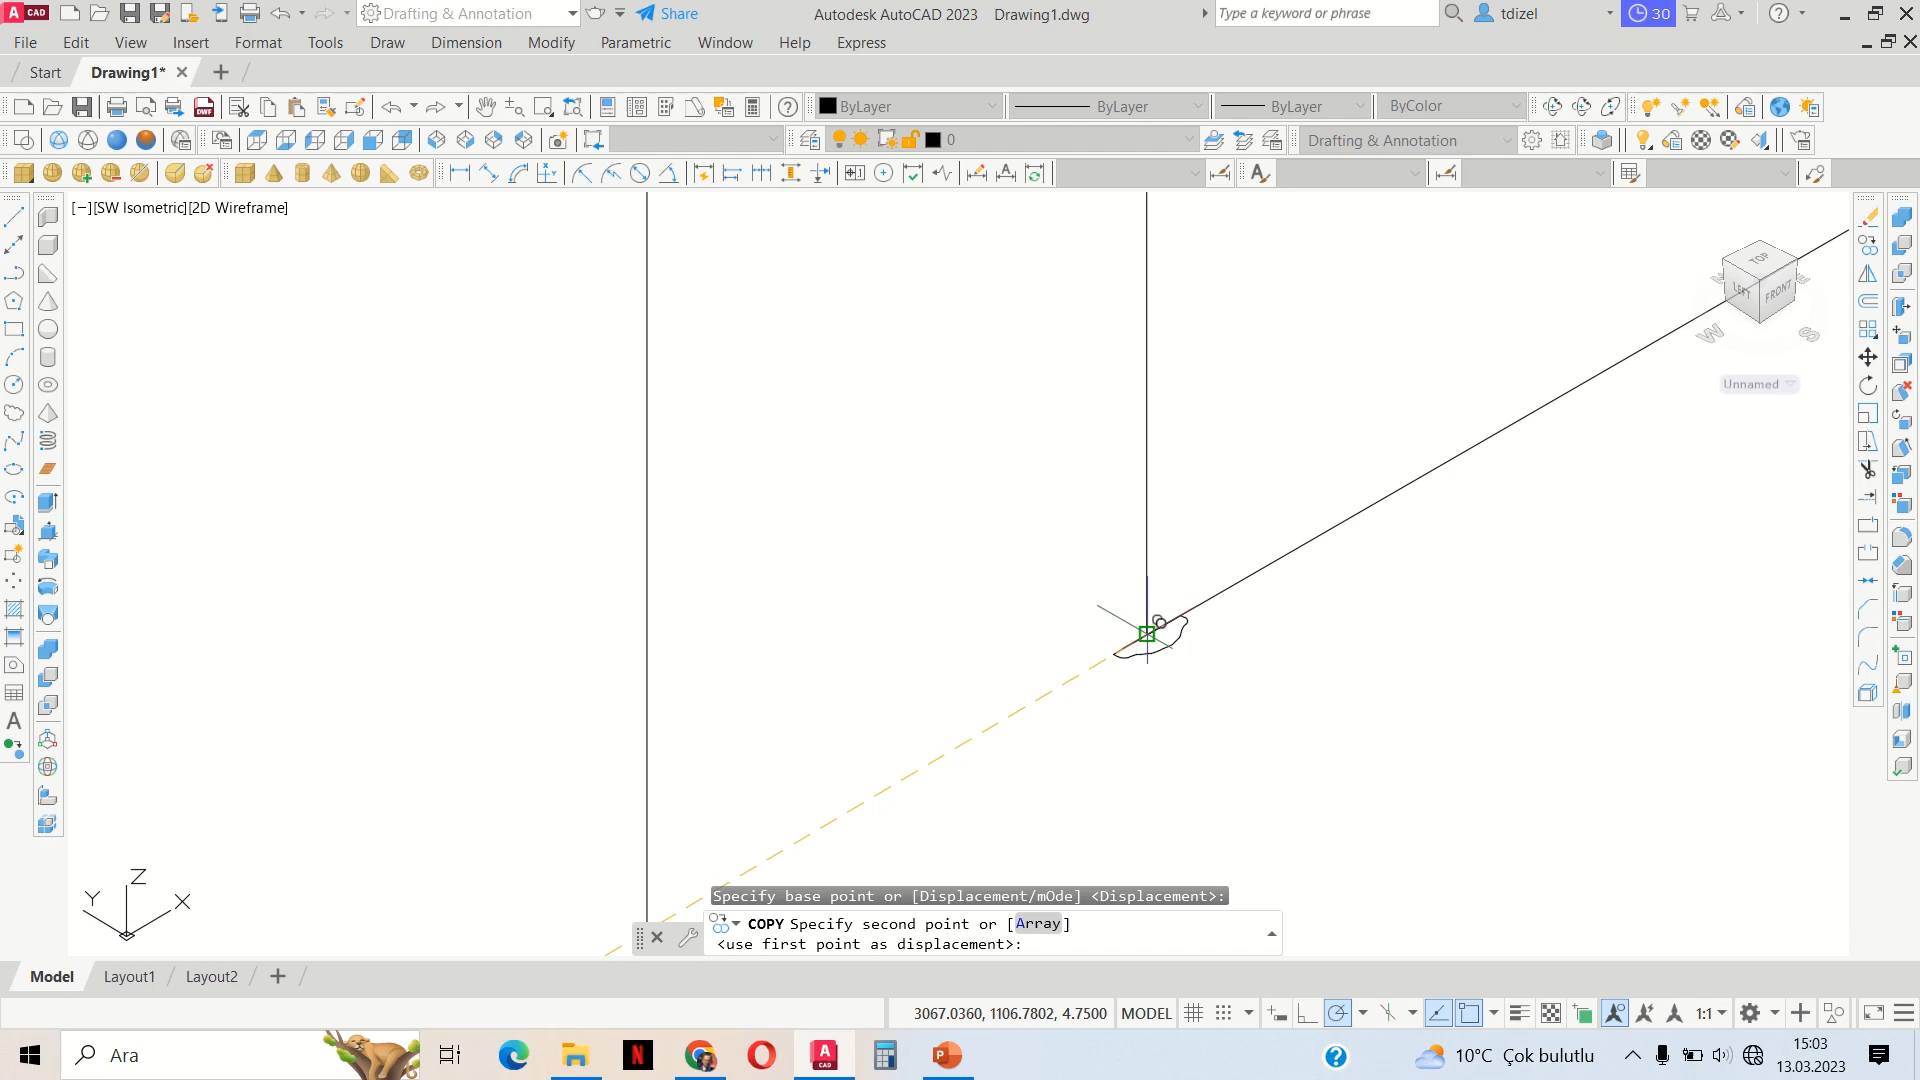 CAD
Drafting & Annotation
Share
Autodesk AutoCAD 2023 Drawing1.dwg
Type a keyword or phrase
tdizel
30
File Edit View Insert Format Tools Draw Dimension Modify Parametric Window Help Express
Start Drawing1*
ByLayer ByLayer ByLayer ByColor
0
Drafting & Annotation
[−][SW Isometric][2D Wireframe]
TOP
LEFT FRONT
W S
Unnamed
Z
Y X
Specify base point or [Displacement/mOde] <Displacement>:
COPY Specify second point or [Array]
<use first point as displacement>:
Model Layout1 Layout2
3067.0360, 1106.7802, 4.7500 MODEL 1:1
Ara
10°C Çok bulutlu
15:03
13.03.2023